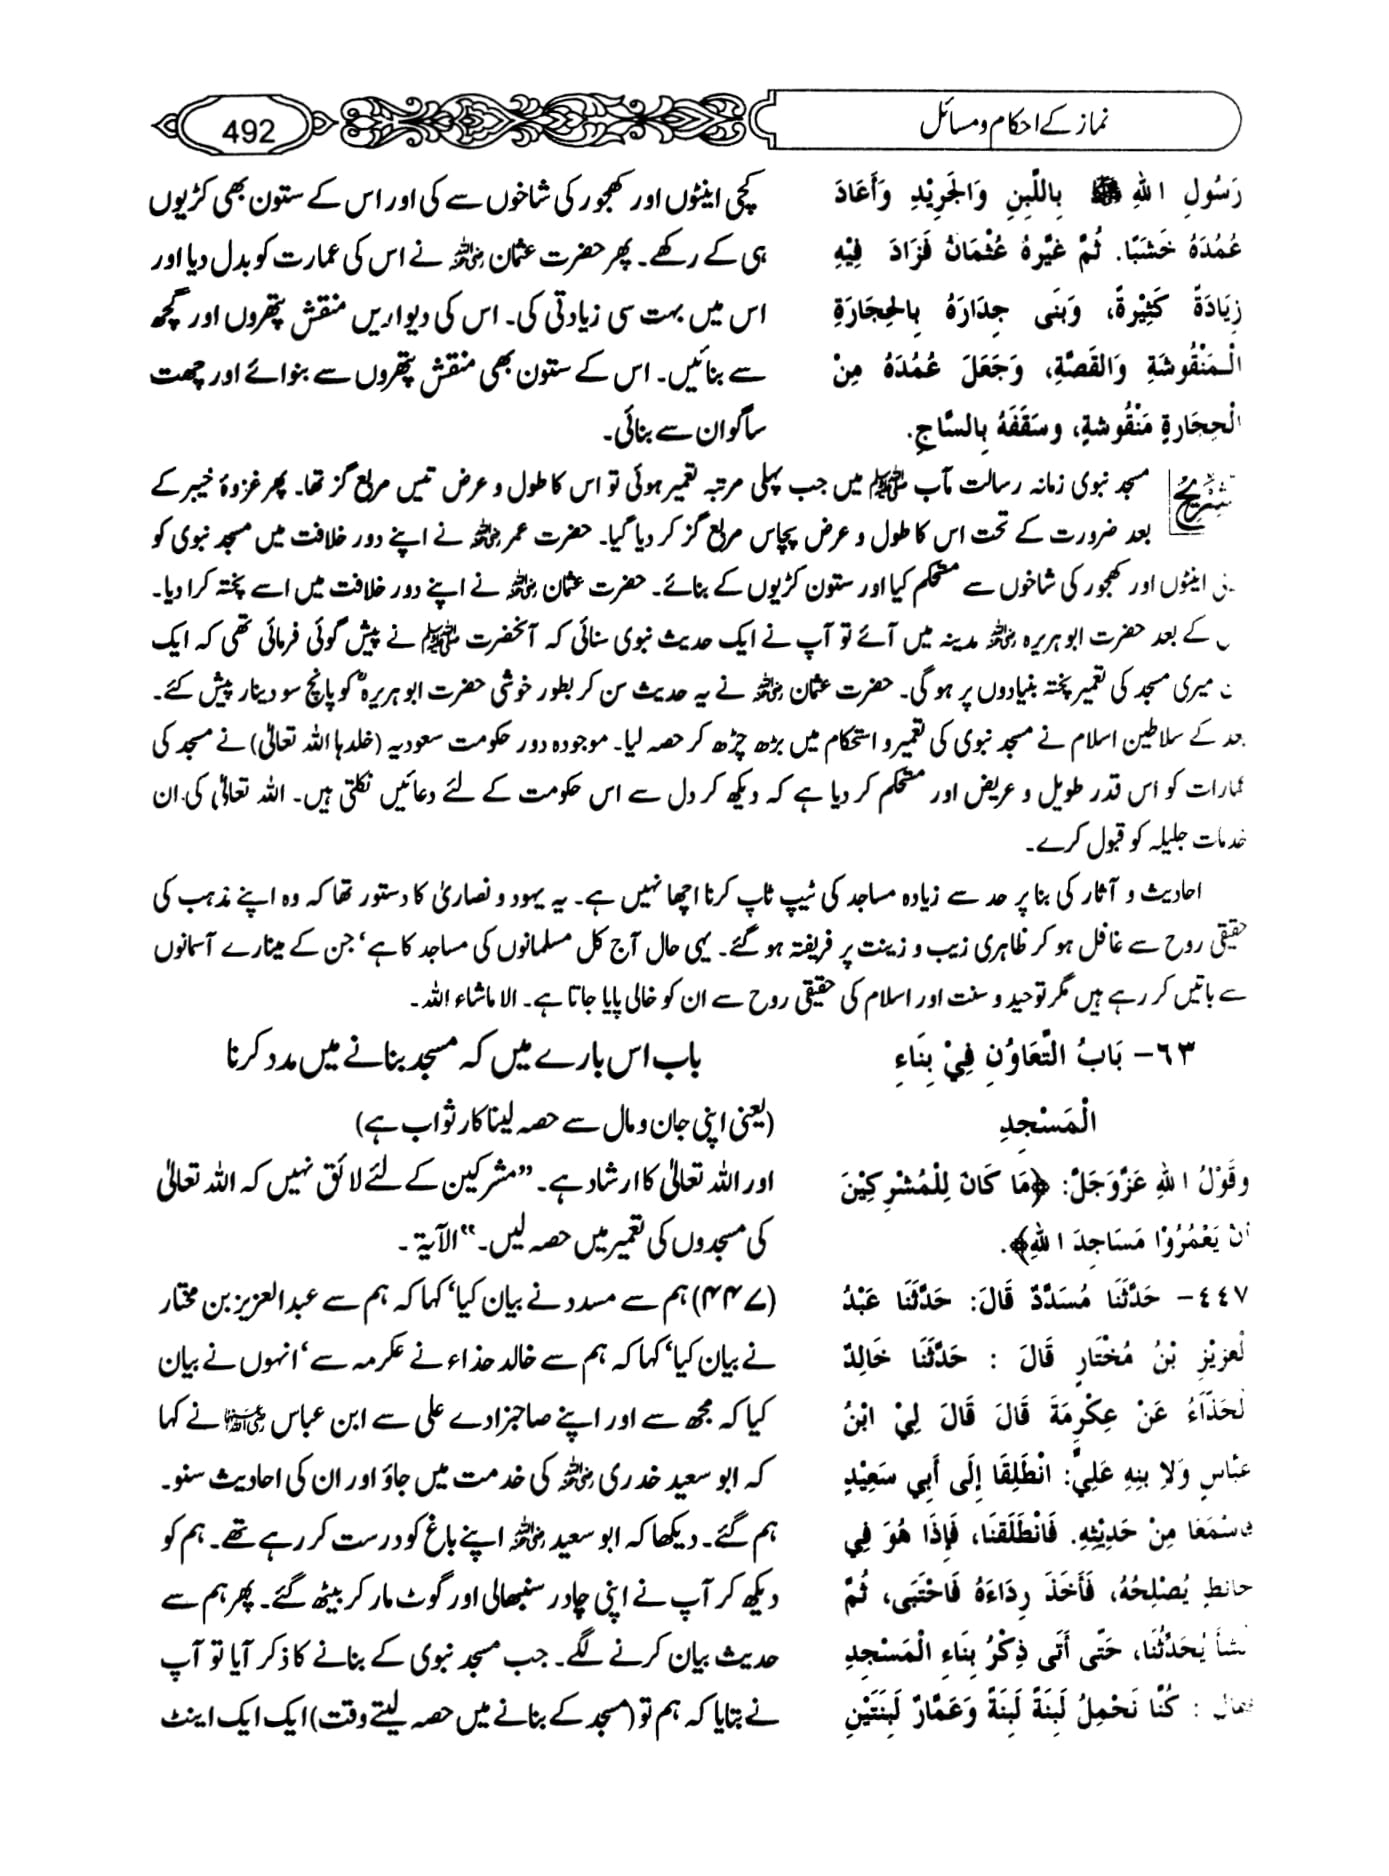 نماز کے احکام و مسائل
492
رَسُولِ اللهِ ﷺ بِاللَّبِنِ وَالْجَرِيْدِ وَأَعَادَ
عُمُدَهُ خَشَبًا. ثُمَّ غَيَّرَهُ عُثْمَانُ فَزَادَ فِيْهِ
زِيَادَةً كَثِيْرَةً، وَبَنَى جِدَارَهُ بِالْحِجَارَةِ
الْمَنْقُوشَةِ وَالقَصَّةِ، وَجَعَلَ عُمُدَهُ مِنْ
الْحِجَارَةِ مَنْقُوشَةٍ، وسَقَفَهُ بِالسَّاجِ.
کچی اینٹوں اور کھجور کی شاخوں سے کی اور اس کے ستون بھی کڑیوں
ہی کے رکھے۔ پھر حضرت عثمان رضی اللہ عنہ نے اس کی عمارت کو بدل دیا اور
اس میں بہت سی زیادتی کی۔ اس کی دیواریں منقش پتھروں اور گچھ
سے بنائیں۔ اس کے ستون بھی منقش پتھروں سے بنوائے اور چھت
ساگوان سے بنائی۔
تشریح مسجد نبوی زمانہ رسالت مآب ﷺ میں جب پہلی مرتبہ تعمیر ہوئی تو اس کا طول و عرض تیس مربع گز تھا۔ پھر غزوۂ خیبر کے
بعد ضرورت کے تحت اس کا طول و عرض پچاس مربع گز کر دیا گیا۔ حضرت عمر رضی اللہ عنہ نے اپنے دور خلافت میں مسجد نبوی کو
اینٹوں اور کھجور کی شاخوں سے مستحکم کیا اور ستون کڑیوں کے بنائے۔ حضرت عثمان رضی اللہ عنہ نے اپنے دور خلافت میں اسے پختہ کرا دیا۔
کے بعد حضرت ابو ہریرہ رضی اللہ عنہ مدینہ میں آئے تو آپ نے ایک حدیث نبوی سنائی کہ آنحضرت ﷺ نے پیش گوئی فرمائی تھی کہ ایک
میری مسجد کی تعمیر پختہ بنیادوں پر ہو گی۔ حضرت عثمان رضی اللہ عنہ نے یہ حدیث سن کر بطور خوشی حضرت ابو ہریرہؓ کو پانچ سو دینار پیش کئے۔
بعد کے سلاطین اسلام نے مسجد نبوی کی تعمیر و استحکام میں بڑھ چڑھ کر حصہ لیا۔ موجودہ دور حکومت سعودیہ (خلدہا اللہ تعالیٰ) نے مسجد کی
عمارات کو اس قدر طویل و عریض اور مستحکم کر دیا ہے کہ دیکھ کر دل سے اس حکومت کے لئے دعائیں نکلتی ہیں۔ اللہ تعالیٰ کی ان
خدمات جلیلہ کو قبول کرے۔
احادیث و آثار کی بنا پر حد سے زیادہ مساجد کی ٹیپ ٹاپ کرنا اچھا نہیں ہے۔ یہ یہود و نصاریٰ کا دستور تھا کہ وہ اپنے مذہب کی
حقیقی روح سے غافل ہو کر ظاہری زیب و زینت پر فریفتہ ہو گئے۔ یہی حال آج کل مسلمانوں کی مساجد کا ہے‘ جن کے مینارے آسمانوں
سے باتیں کر رہے ہیں مگر توحید و سنت اور اسلام کی حقیقی روح سے ان کو خالی پایا جاتا ہے۔ الا ماشاء اللہ۔
٦٣- بَابُ التَّعَاوُنِ فِيْ بِنَاءِ
الْمَسْجِدِ
وقَوْلُ اللهِ عَزَّوَجَلَّ: ﴿مَا كَانَ لِلْمُشْرِكِيْنَ
أَنْ يَعْمُرُوْا مَسَاجِدَ اللهِ﴾.
باب اس بارے میں کہ مسجد بنانے میں مدد کرنا
(یعنی اپنی جان و مال سے حصہ لینا کار ثواب ہے)
اور اللہ تعالیٰ کا ارشاد ہے۔ ”مشرکین کے لئے لائق نہیں کہ اللہ تعالیٰ
کی مسجدوں کی تعمیر میں حصہ لیں۔“ الآیۃ۔
٤٤٧- حَدَّثَنَا مُسَدَّدٌ قَالَ: حَدَّثَنَا عَبْدُ
الْعَزِيْزِ بْنُ مُخْتَارٍ قَالَ : حَدَّثَنَا خَالِدٌ
الْحَذَّاءُ عَنْ عِكْرِمَةَ قَالَ قَالَ لِيْ ابْنُ
عَبَّاسٍ وَلاِ بِنِهِ عَلِيٍّ: انْطَلِقَا إِلَى أَبِي سَعِيْدٍ
فاسْمَعَا مِنْ حَدِيْثِهِ. فَانْطَلَقنَا، فَإِذَا هُوَ فِي
حَائطٍ يُصْلِحُهُ، فَأَخَذَ رِدَاءَهُ فَاحْتَبَى، ثُمَّ
أَنْشَأَ يُحَدِّثُنَا، حَتَّى أَتَى ذِكْرُ بِنَاءِ الْمَسْجِدِ
فقال : كُنَّا نَحْمِلُ لَبِنَةً لَبِنَةً وَعَمَّارٌ لَبِنَتَيْنِ
(۴۴۷) ہم سے مسدد نے بیان کیا‘ کہا کہ ہم سے عبدالعزیز بن مختار
نے بیان کیا‘ کہا کہ ہم سے خالد حذاء نے عکرمہ سے‘ انہوں نے بیان
کیا کہ مجھ سے اور اپنے صاحبزادے علی سے ابن عباس رضی اللہ عنہما نے کہا
کہ ابو سعید خدری رضی اللہ عنہ کی خدمت میں جاؤ اور ان کی احادیث سنو۔
ہم گئے۔ دیکھا کہ ابو سعید رضی اللہ عنہ اپنے باغ کو درست کر رہے تھے۔ ہم کو
دیکھ کر آپ نے اپنی چادر سنبھالی اور گوٹ مار کر بیٹھ گئے۔ پھر ہم سے
حدیث بیان کرنے لگے۔ جب مسجد نبوی کے بنانے کا ذکر آیا تو آپ
نے بتایا کہ ہم تو (مسجد کے بنانے میں حصہ لیتے وقت) ایک ایک اینٹ